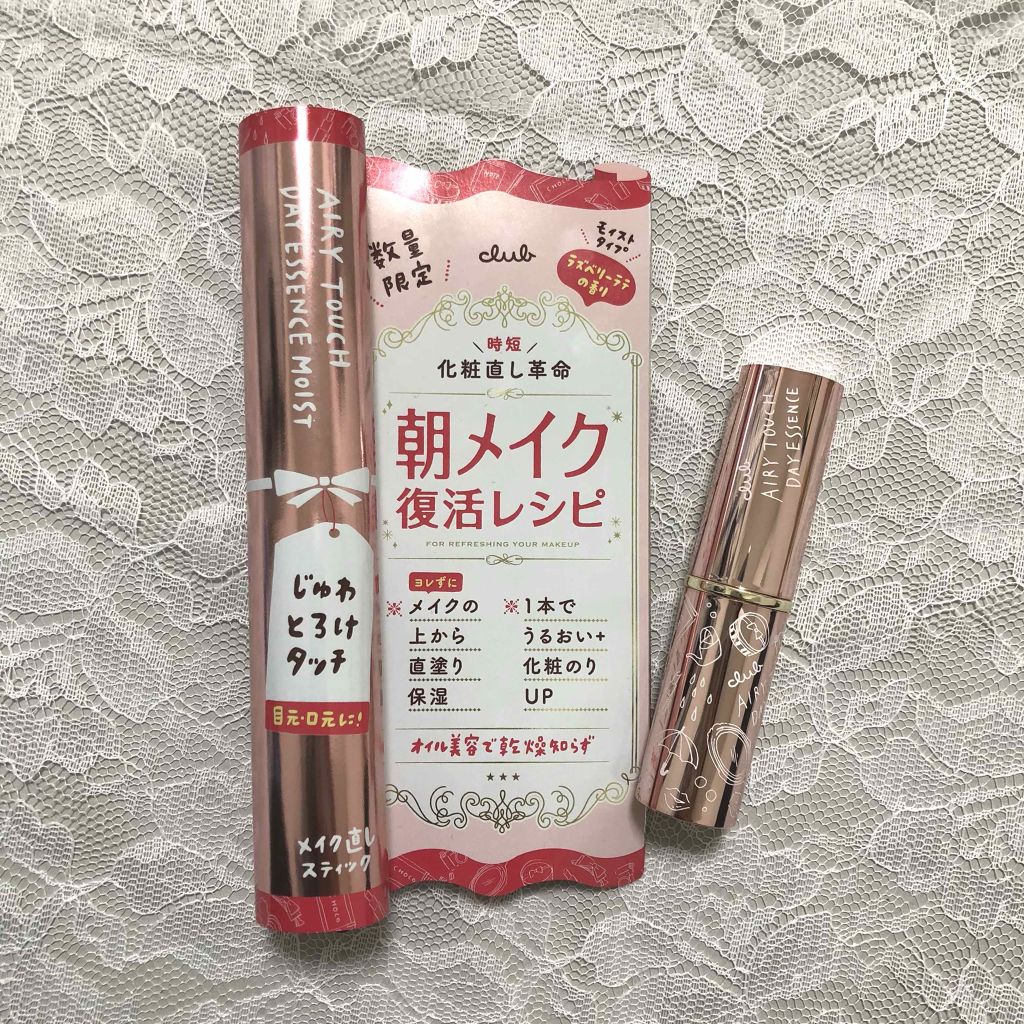 AIRY TOUCH
DAY ESSENCE MOIST
じゅわ
とろけ
タッチ
目元・口元に!
メイク直し
スティック
数量
限定
club
モイスト
タイプ
ラズベリーラテ
の香り
時短
化粧直し革命
朝メイク
復活レシピ
FOR REFRESHING YOUR MAKEUP
ヨレずに
※メイクの
上から
直塗り
保湿
※1本で
うるおい+
化粧のり
UP
オイル美容で乾燥知らず
★★★
club
AIRY TOUCH
DAY ESSENCE
club
AIRY